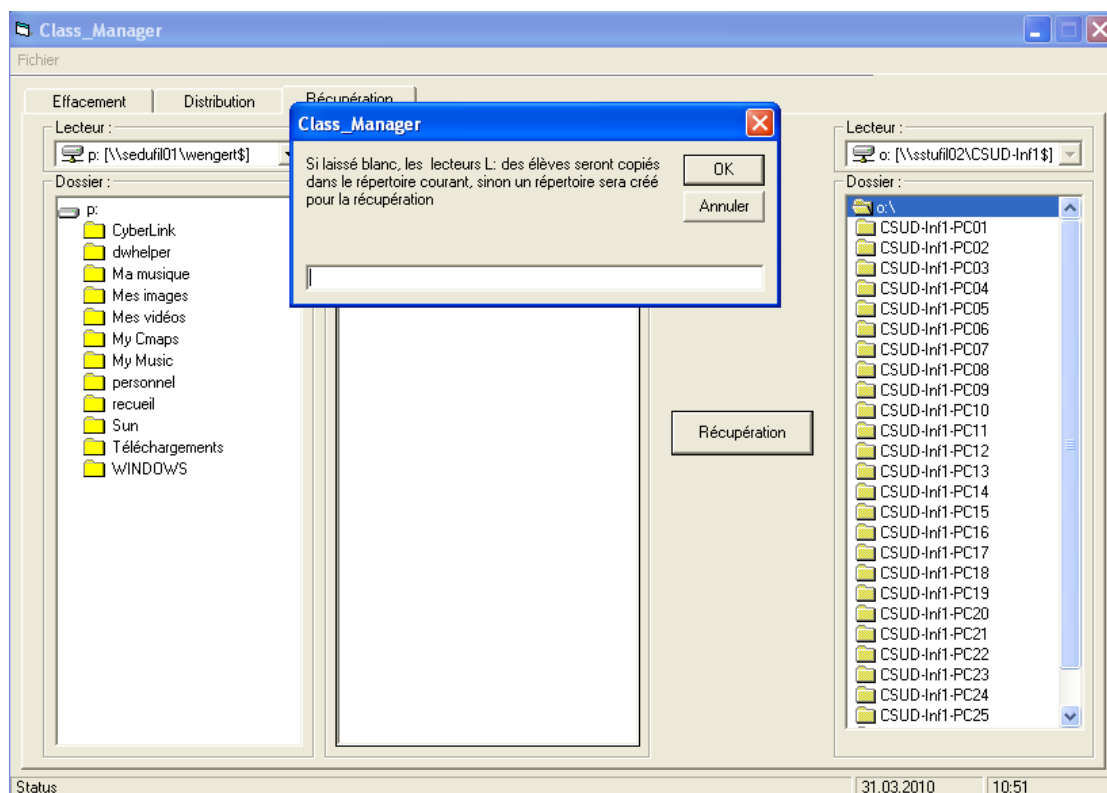 Class_Manager
Fichier
Effacement
Distribution
Récupération
Lecteur :
p: [\\sedufil01\wengert$]
Dossier :
p:
CyberLink
dwhelper
Ma musique
Mes images
Mes vidéos
My Cmaps
My Music
personnel
recueil
Sun
Téléchargements
WINDOWS
Class_Manager
Si laissé blanc, les lecteurs L: des élèves seront copiés
dans le répertoire courant, sinon un répertoire sera créé
pour la récupération
OK
Annuler
Récupération
Lecteur :
o: [\\sstufil02\CSUD-Inf1$]
Dossier :
o:\
CSUD-Inf1-PC01
CSUD-Inf1-PC02
CSUD-Inf1-PC03
CSUD-Inf1-PC04
CSUD-Inf1-PC05
CSUD-Inf1-PC06
CSUD-Inf1-PC07
CSUD-Inf1-PC08
CSUD-Inf1-PC09
CSUD-Inf1-PC10
CSUD-Inf1-PC11
CSUD-Inf1-PC12
CSUD-Inf1-PC13
CSUD-Inf1-PC14
CSUD-Inf1-PC15
CSUD-Inf1-PC16
CSUD-Inf1-PC17
CSUD-Inf1-PC18
CSUD-Inf1-PC19
CSUD-Inf1-PC20
CSUD-Inf1-PC21
CSUD-Inf1-PC22
CSUD-Inf1-PC23
CSUD-Inf1-PC24
CSUD-Inf1-PC25
Status
31.03.2010
10:51